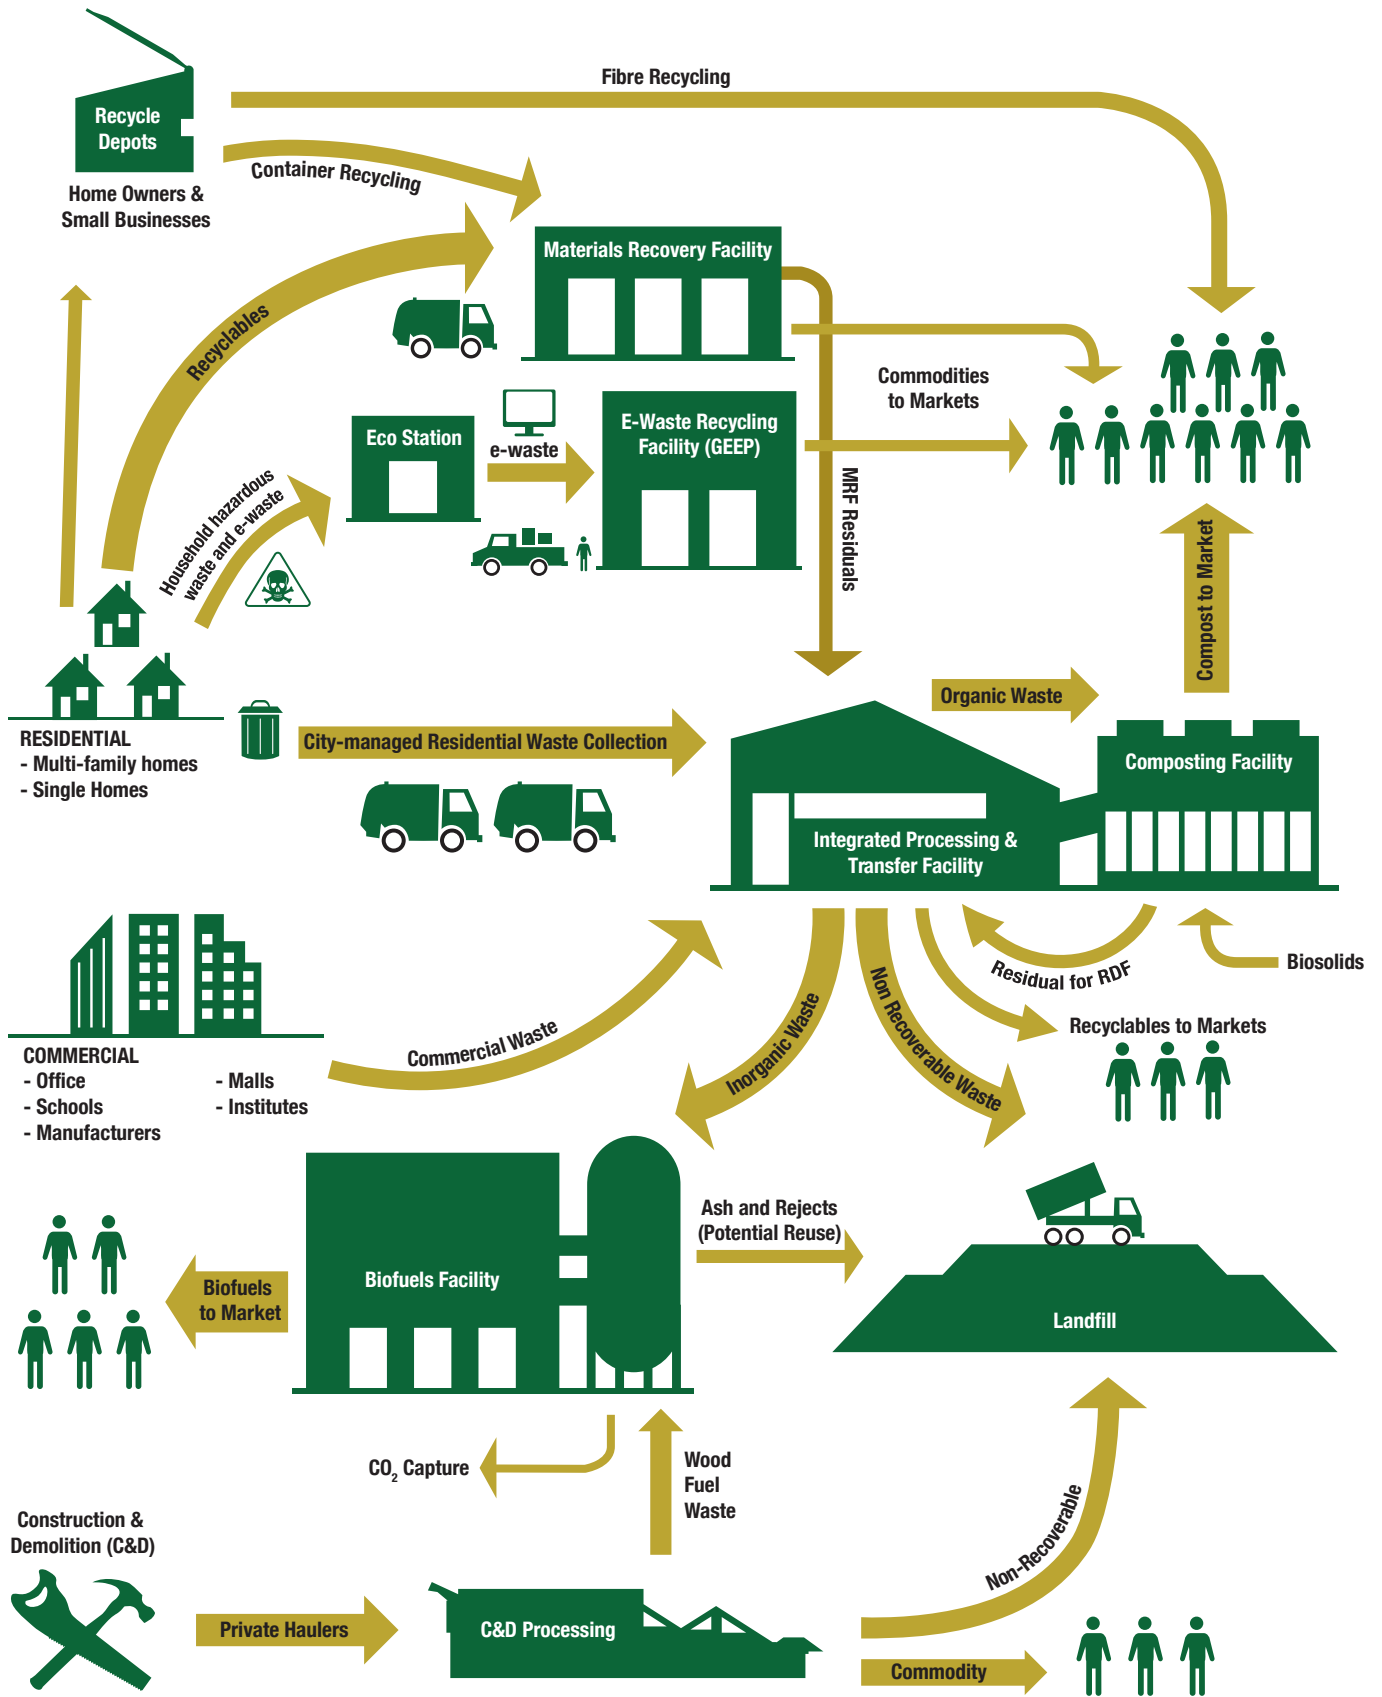 Fibre Recycling
Recycle
Depots
Container Recycling
Home Owners &
Small Businesses
Materials Recovery Facility
Recyclables
Commodities
to Markets
Eco Station
e-waste
E-Waste Recycling
Facility (GEEP)
Household hazardous
waste and e-waste
MRF Residuals
Compost to Market
Organic Waste
RESIDENTIAL
- Multi-family homes
- Single Homes
City-managed Residential Waste Collection
Composting Facility
Integrated Processing &
Transfer Facility
Residual for RDF
Biosolids
Inorganic Waste
Non Recoverable Waste
Recyclables to Markets
Commercial Waste
COMMERCIAL
- Office
- Schools
- Manufacturers
- Malls
- Institutes
Ash and Rejects
(Potential Reuse)
Biofuels
to Market
Biofuels Facility
Landfill
CO₂ Capture
Wood
Fuel
Waste
Construction &
Demolition (C&D)
Non-Recoverable
Private Haulers
C&D Processing
Commodity